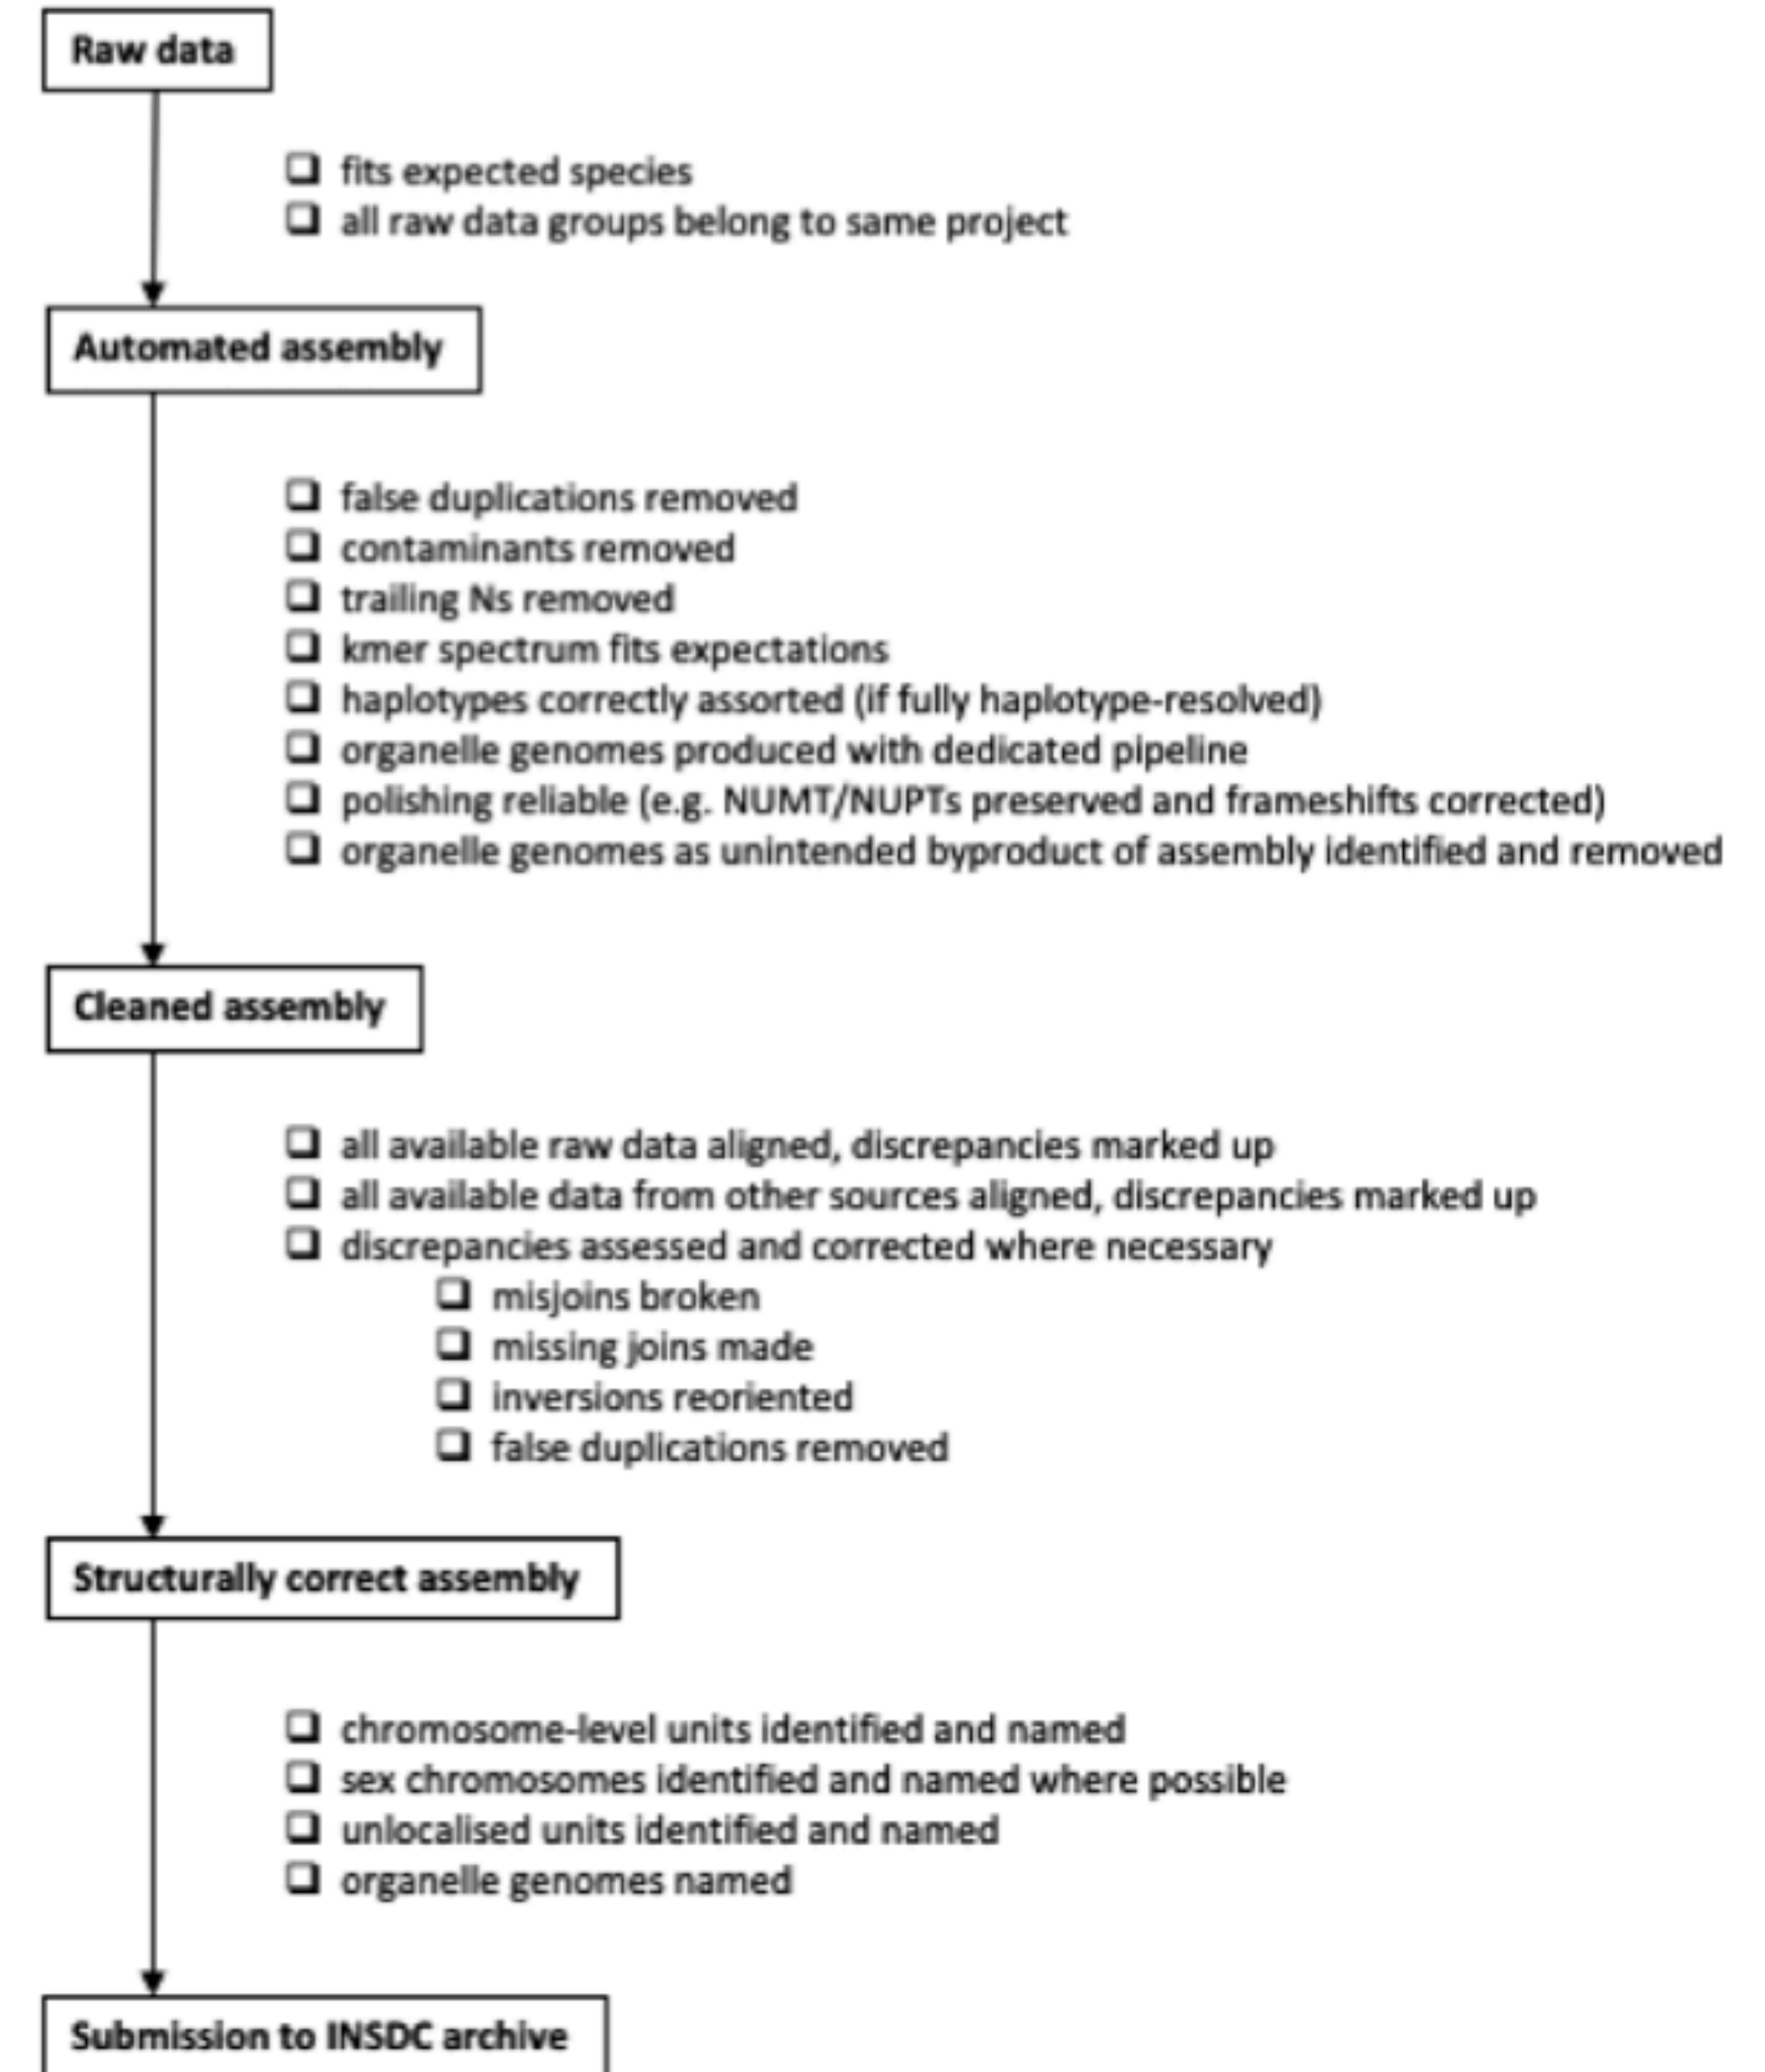 Raw data
fits expected species
all raw data groups belong to same project
Automated assembly
false duplications removed
contaminants removed
trailing Ns removed
kmer spectrum fits expectations
haplotypes correctly assorted (if fully haplotype-resolved)
organelle genomes produced with dedicated pipeline
polishing reliable (e.g. NUMT/NUPTs preserved and frameshifts corrected)
organelle genomes as unintended byproduct of assembly identified and removed
Cleaned assembly
all available raw data aligned, discrepancies marked up
all available data from other sources aligned, discrepancies marked up
discrepancies assessed and corrected where necessary
misjoins broken
missing joins made
inversions reoriented
false duplications removed
Structurally correct assembly
chromosome-level units identified and named
sex chromosomes identified and named where possible
unlocalised units identified and named
organelle genomes named
Submission to INSDC archive